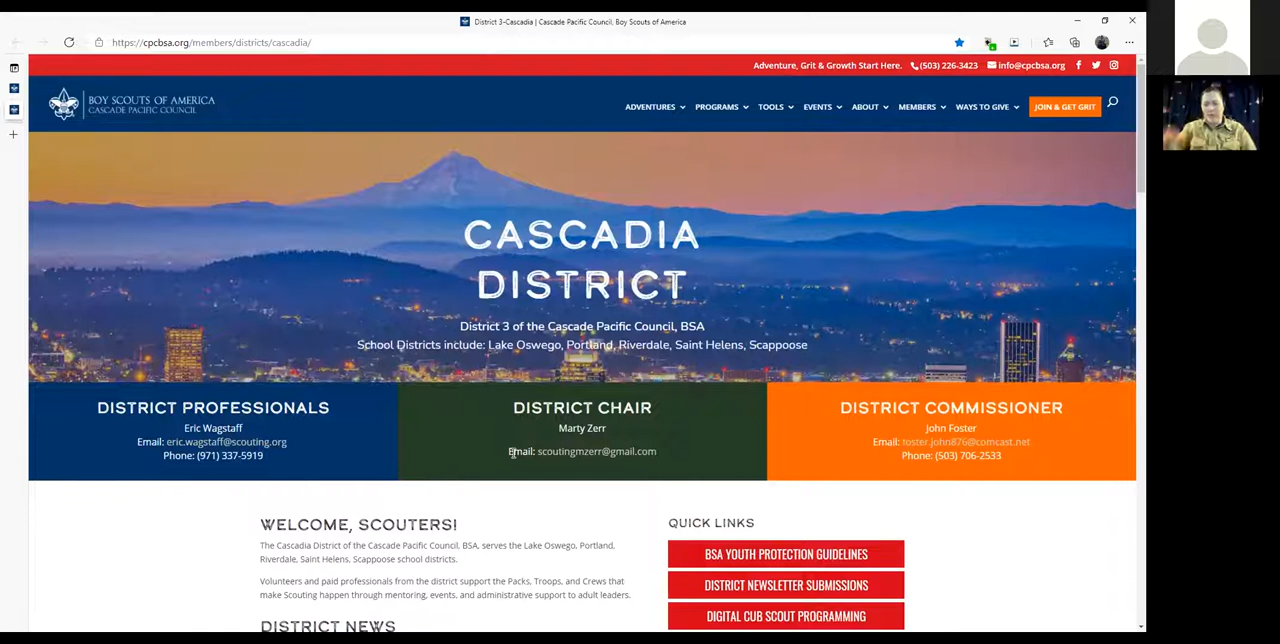 District 3-Cascadia | Cascade Pacific Council, Boy Scouts of America
https://cpcbsa.org/members/districts/cascadia/
Adventure, Grit & Growth Start Here. (503) 226-3423 info@cpcbsa.org
BOY SCOUTS OF AMERICA
CASCADE PACIFIC COUNCIL
ADVENTURES PROGRAMS TOOLS EVENTS ABOUT MEMBERS WAYS TO GIVE JOIN & GET GRIT
CASCADIA
DISTRICT
District 3 of the Cascade Pacific Council, BSA
School Districts include: Lake Oswego, Portland, Riverdale, Saint Helens, Scappoose
DISTRICT PROFESSIONALS
Eric Wagstaff
Email: eric.wagstaff@scouting.org
Phone: (971) 337-5919
DISTRICT CHAIR
Marty Zerr
Email: scoutingmzerr@gmail.com
DISTRICT COMMISSIONER
John Foster
Email: foster.john876@comcast.net
Phone: (503) 706-2533
WELCOME, SCOUTERS!
The Cascadia District of the Cascade Pacific Council, BSA, serves the Lake Oswego, Portland,
Riverdale, Saint Helens, Scappoose school districts.
Volunteers and paid professionals from the district support the Packs, Troops, and Crews that
make Scouting happen through mentoring, events, and administrative support to adult leaders.
DISTRICT NEWS
QUICK LINKS
BSA YOUTH PROTECTION GUIDELINES
DISTRICT NEWSLETTER SUBMISSIONS
DIGITAL CUB SCOUT PROGRAMMING